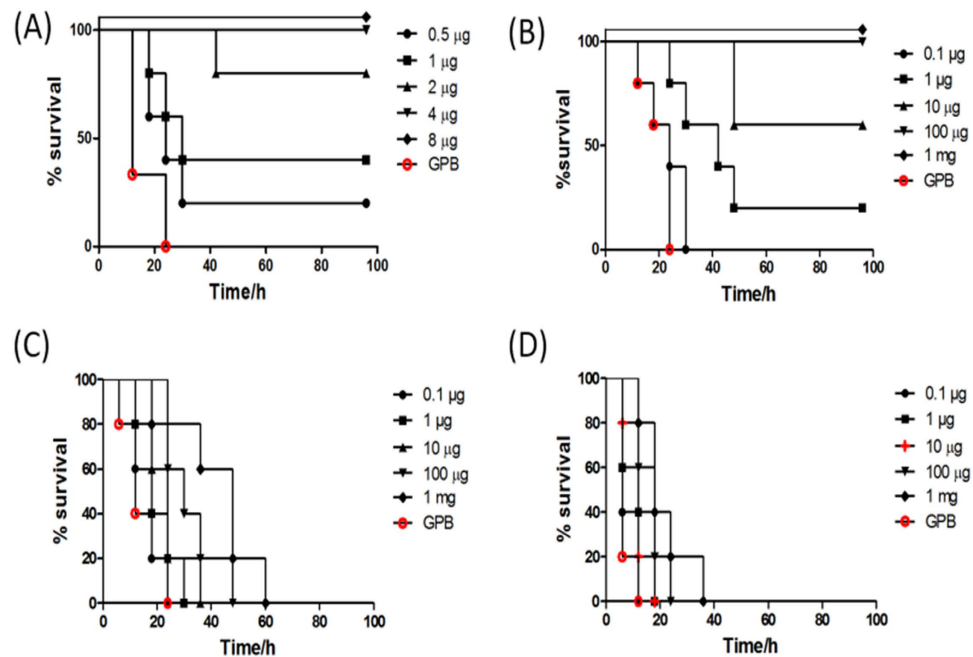 (A)
% survival
100
50
0
0 20 40 60 80 100
Time/h
0.5 µg
1 µg
2 µg
4 µg
8 µg
GPB
(B)
%survival
100
50
0
0 20 40 60 80 100
Time/h
0.1 µg
1 µg
10 µg
100 µg
1 mg
GPB
(C)
% survival
100
80
60
40
20
0
0 20 40 60 80 100
Time/h
0.1 µg
1 µg
10 µg
100 µg
1 mg
GPB
(D)
% survival
100
80
60
40
20
0
0 20 40 60 80 100
Time/h
0.1 µg
1 µg
10 µg
100 µg
1 mg
GPB